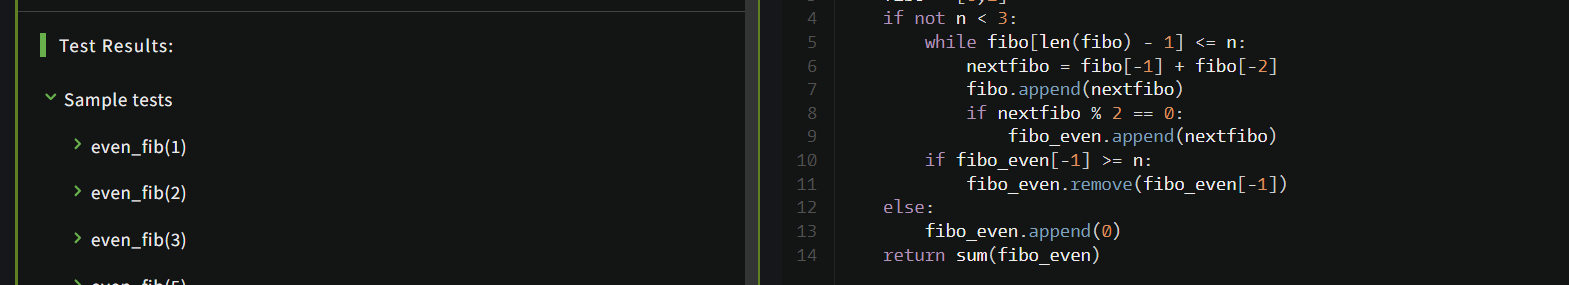 Test Results:
Sample tests
even_fib(1)
even_fib(2)
even_fib(3)
even_fib(5)
4 if not n < 3:
5 while fibo[len(fibo) - 1] <= n:
6 nextfibo = fibo[-1] + fibo[-2]
7 fibo.append(nextfibo)
8 if nextfibo % 2 == 0:
9 fibo_even.append(nextfibo)
10 if fibo_even[-1] >= n:
11 fibo_even.remove(fibo_even[-1])
12 else:
13 fibo_even.append(0)
14 return sum(fibo_even)